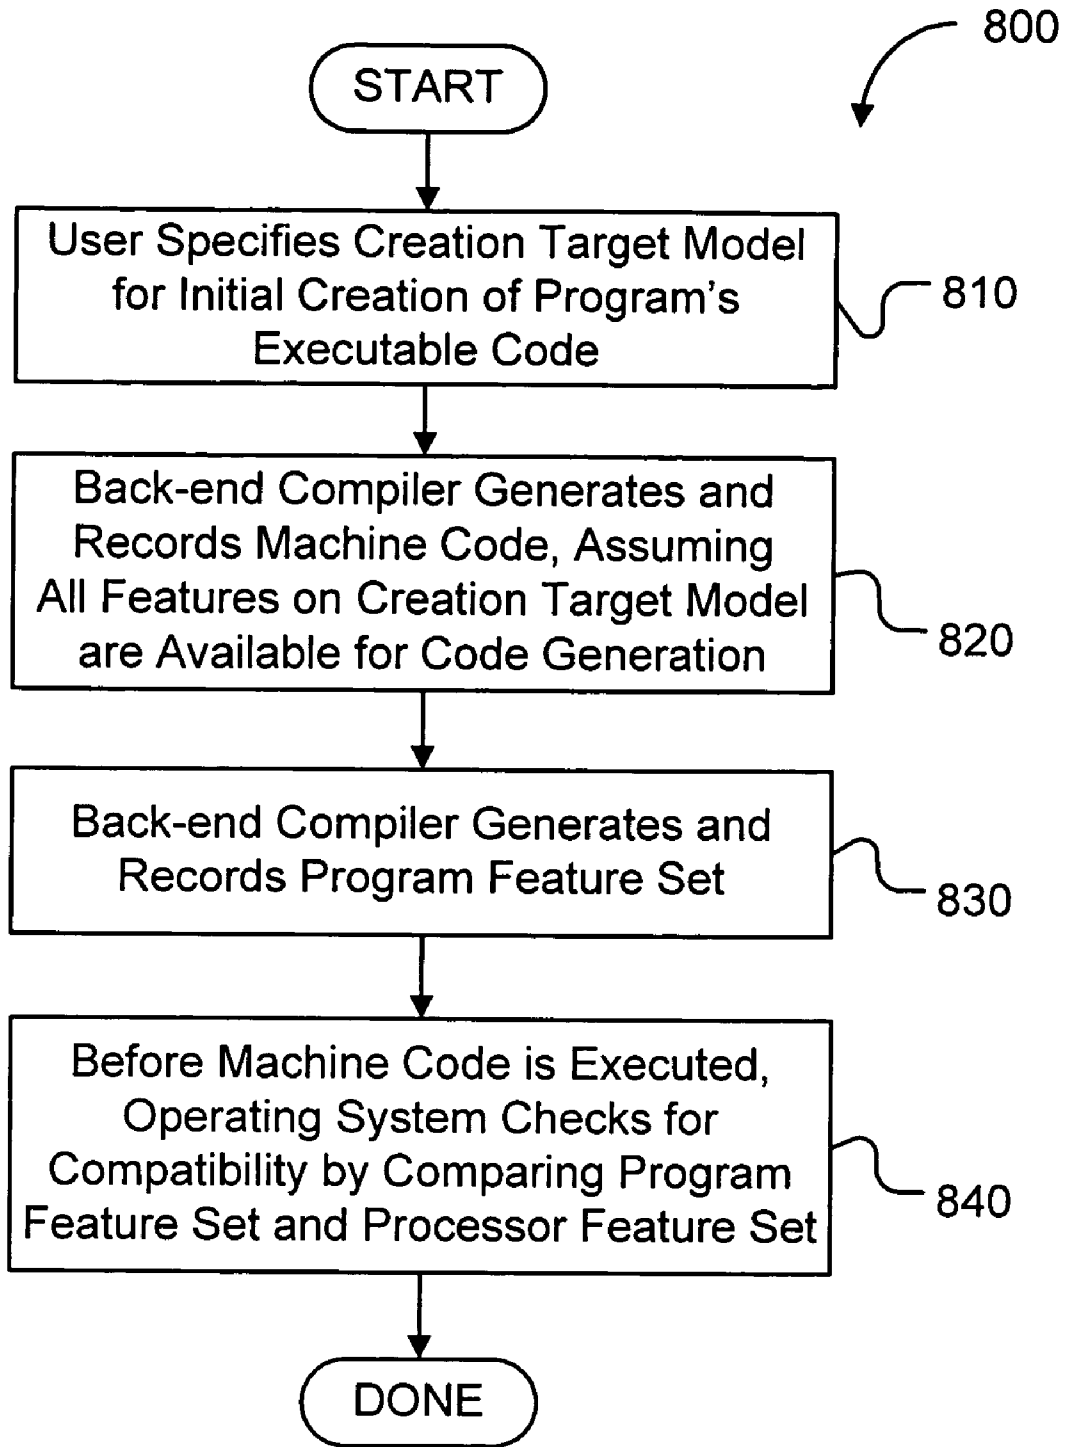 800
START
User Specifies Creation Target Model
for Initial Creation of Program's
Executable Code
810
Back-end Compiler Generates and
Records Machine Code, Assuming
All Features on Creation Target Model
are Available for Code Generation
820
Back-end Compiler Generates and
Records Program Feature Set
830
Before Machine Code is Executed,
Operating System Checks for
Compatibility by Comparing Program
Feature Set and Processor Feature Set
840
DONE